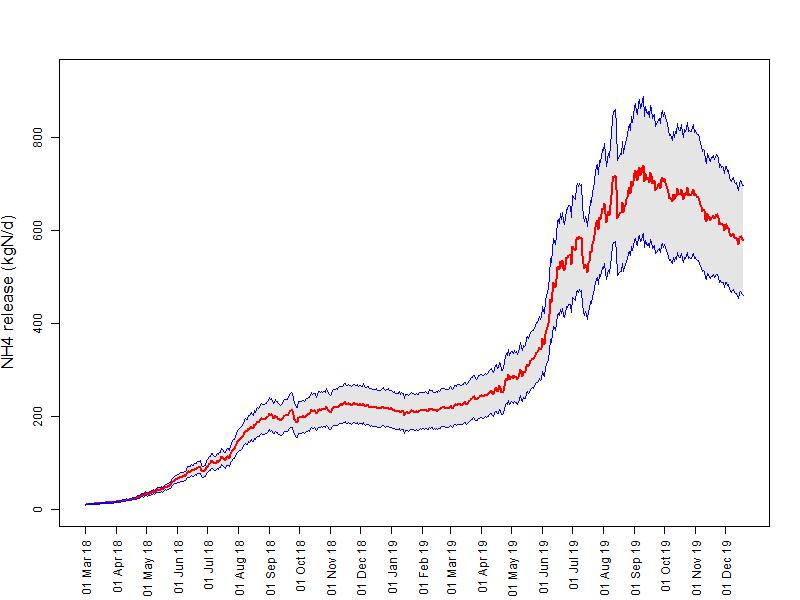 NH4 release (kgN/d)
800
600
400
200
0
01 Mar 18
01 Apr 18
01 May 18
01 Jun 18
01 Jul 18
01 Aug 18
01 Sep 18
01 Oct 18
01 Nov 18
01 Dec 18
01 Jan 19
01 Feb 19
01 Mar 19
01 Apr 19
01 May 19
01 Jun 19
01 Jul 19
01 Aug 19
01 Sep 19
01 Oct 19
01 Nov 19
01 Dec 19